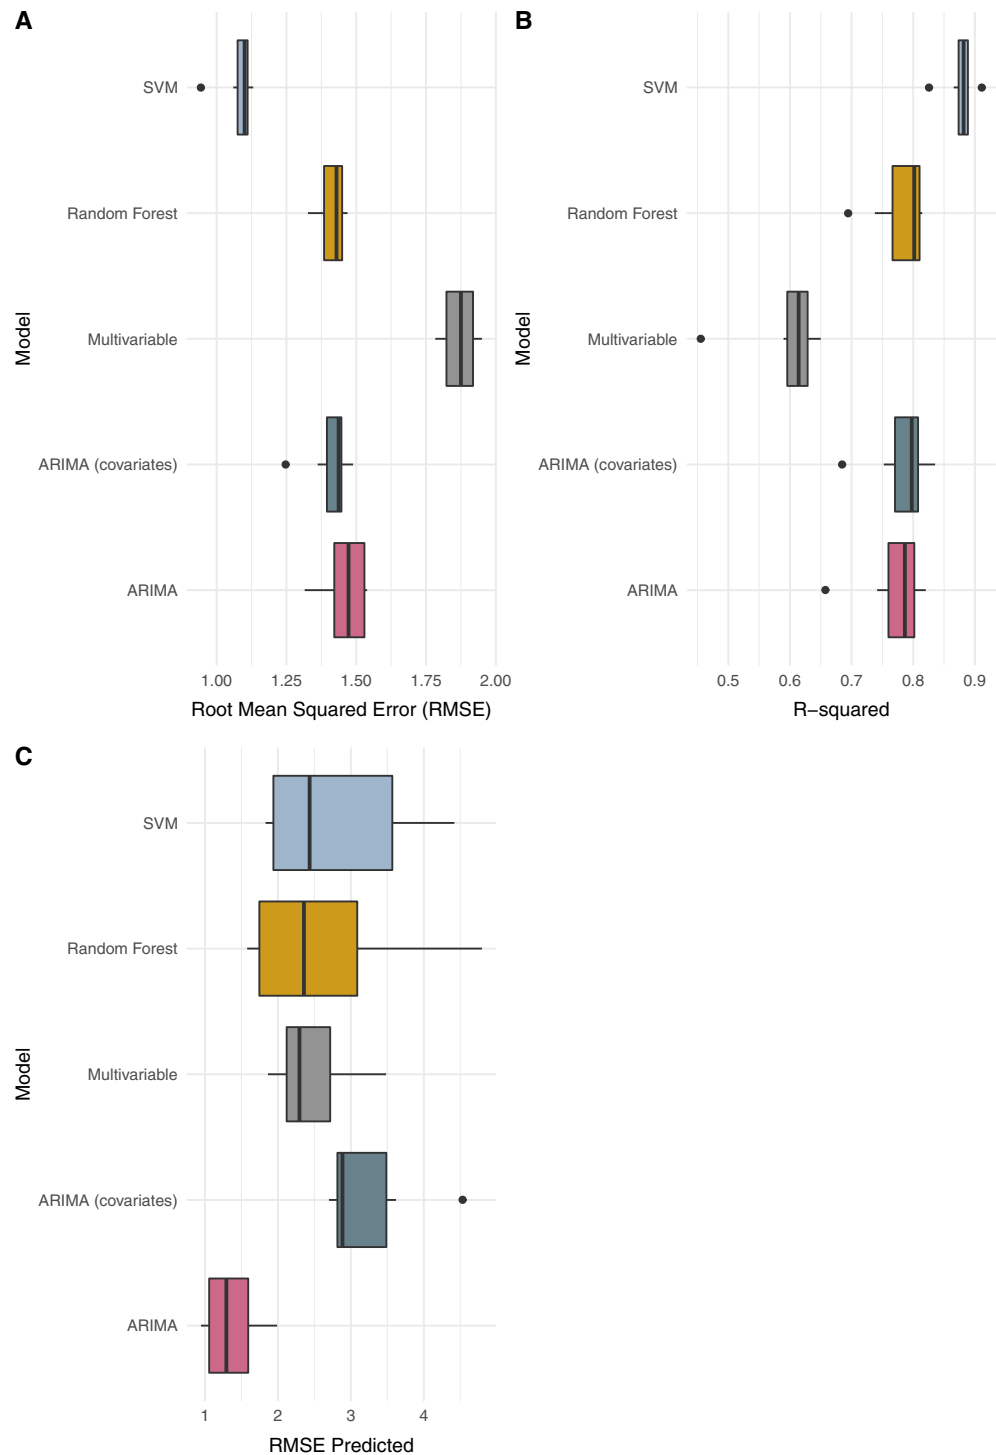 A
Model
SVM
Random Forest
Multivariable
ARIMA (covariates)
ARIMA
1.00 1.25 1.50 1.75 2.00
Root Mean Squared Error (RMSE)
B
Model
SVM
Random Forest
Multivariable
ARIMA (covariates)
ARIMA
0.5 0.6 0.7 0.8 0.9
R−squared
C
Model
SVM
Random Forest
Multivariable
ARIMA (covariates)
ARIMA
1 2 3 4
RMSE Predicted